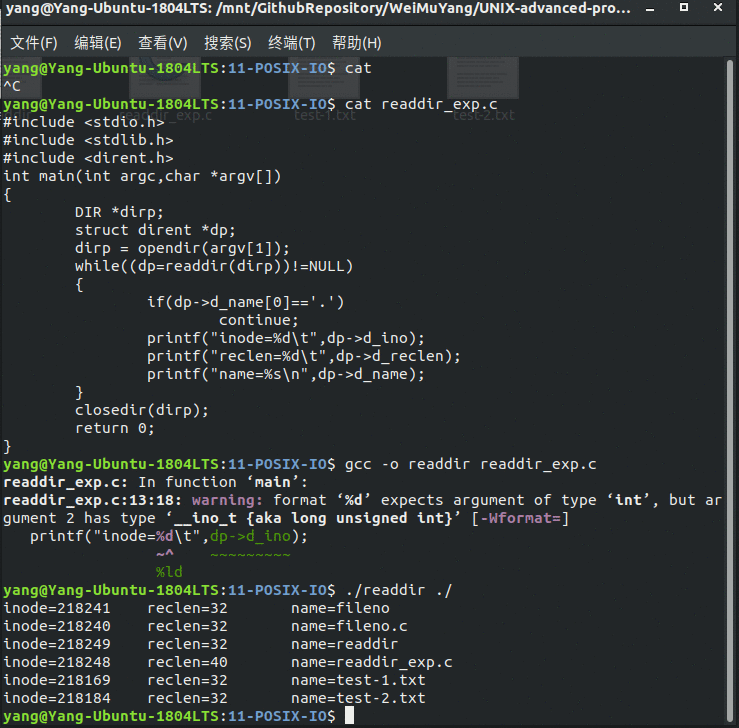 yang@Yang-Ubuntu-1804LTS: /mnt/GithubRepository/WeiMuYang/UNIX-advanced-pro...
文件(F) 编辑(E) 查看(V) 搜索(S) 终端(T) 帮助(H)
yang@Yang-Ubuntu-1804LTS:11-POSIX-IO$ cat
^C
yang@Yang-Ubuntu-1804LTS:11-POSIX-IO$ cat readdir_exp.c
readdir_exp.c test-1.txt test-2.txt
#include <stdio.h>
#include <stdlib.h>
#include <dirent.h>
int main(int argc,char *argv[])
{
        DIR *dirp;
        struct dirent *dp;
        dirp = opendir(argv[1]);
        while((dp=readdir(dirp))!=NULL)
        {
                if(dp->d_name[0]=='.')
                        continue;
                printf("inode=%d\t",dp->d_ino);
                printf("reclen=%d\t",dp->d_reclen);
                printf("name=%s\n",dp->d_name);
        }
        closedir(dirp);
        return 0;
}
yang@Yang-Ubuntu-1804LTS:11-POSIX-IO$ gcc -o readdir readdir_exp.c
readdir_exp.c: In function ‘main’:
readdir_exp.c:13:18: warning: format ‘%d’ expects argument of type ‘int’, but ar
gument 2 has type ‘__ino_t {aka long unsigned int}’ [-Wformat=]
   printf("inode=%d\t",dp->d_ino);
                 ~^    ~~~~~~~~~
                 %ld
yang@Yang-Ubuntu-1804LTS:11-POSIX-IO$ ./readdir ./
inode=218241    reclen=32       name=fileno
inode=218240    reclen=32       name=fileno.c
inode=218249    reclen=32       name=readdir
inode=218248    reclen=40       name=readdir_exp.c
inode=218169    reclen=32       name=test-1.txt
inode=218184    reclen=32       name=test-2.txt
yang@Yang-Ubuntu-1804LTS:11-POSIX-IO$